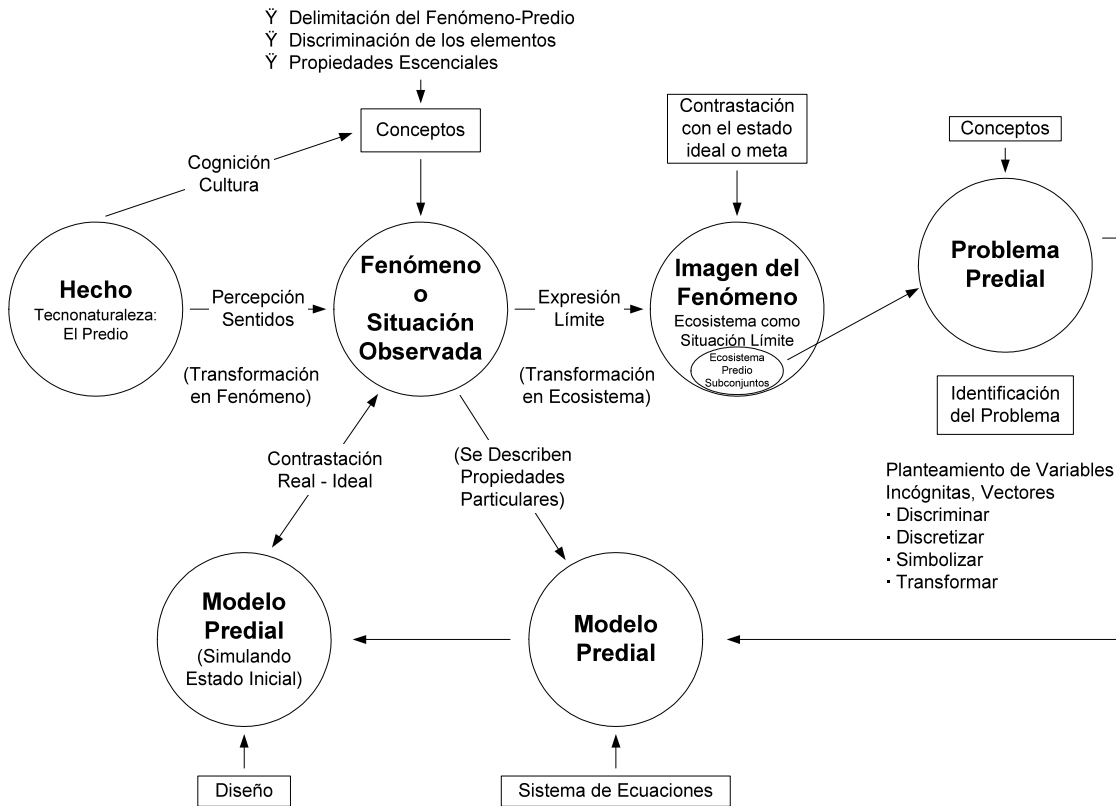 Ÿ Delimitación del Fenómeno-Predio
Ÿ Discriminación de los elementos
Ÿ Propiedades Escenciales
Conceptos
Cognición
Cultura
Contrastación
con el estado
ideal o meta
Conceptos
Hecho
Tecnonaturaleza:
El Predio
Percepción
Sentidos
(Transformación
en Fenómeno)
Fenómeno
o
Situación
Observada
Expresión
Límite
(Transformación
en Ecosistema)
Imagen del
Fenómeno
Ecosistema como
Situación Límite
Ecosistema
Predio
Subconjuntos
Problema
Predial
Identificación
del Problema
Planteamiento de Variables
Incógnitas, Vectores
· Discriminar
· Discretizar
· Simbolizar
· Transformar
Contrastación
Real - Ideal
(Se Describen
Propiedades
Particulares)
Modelo
Predial
(Simulando
Estado Inicial)
Modelo
Predial
Diseño
Sistema de Ecuaciones